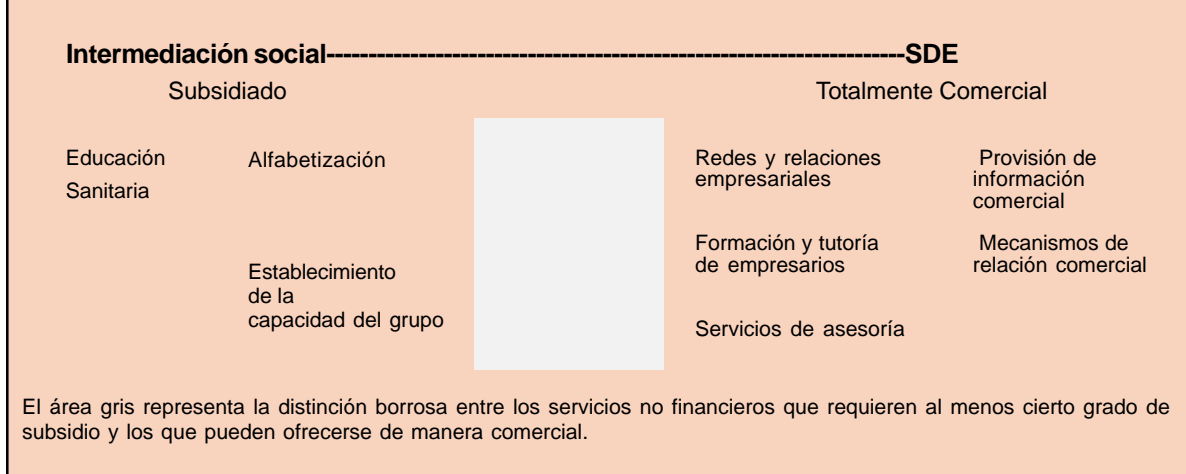 Intermediación social---------------------------------------------------------------------SDE
Subsidiado Totalmente Comercial
Educación
Sanitaria
Alfabetización
Establecimiento
de la
capacidad del grupo
Redes y relaciones
empresariales
Formación y tutoría
de empresarios
Servicios de asesoría
Provisión de
información
comercial
Mecanismos de
relación comercial
El área gris representa la distinción borrosa entre los servicios no financieros que requieren al menos cierto grado de
subsidio y los que pueden ofrecerse de manera comercial.